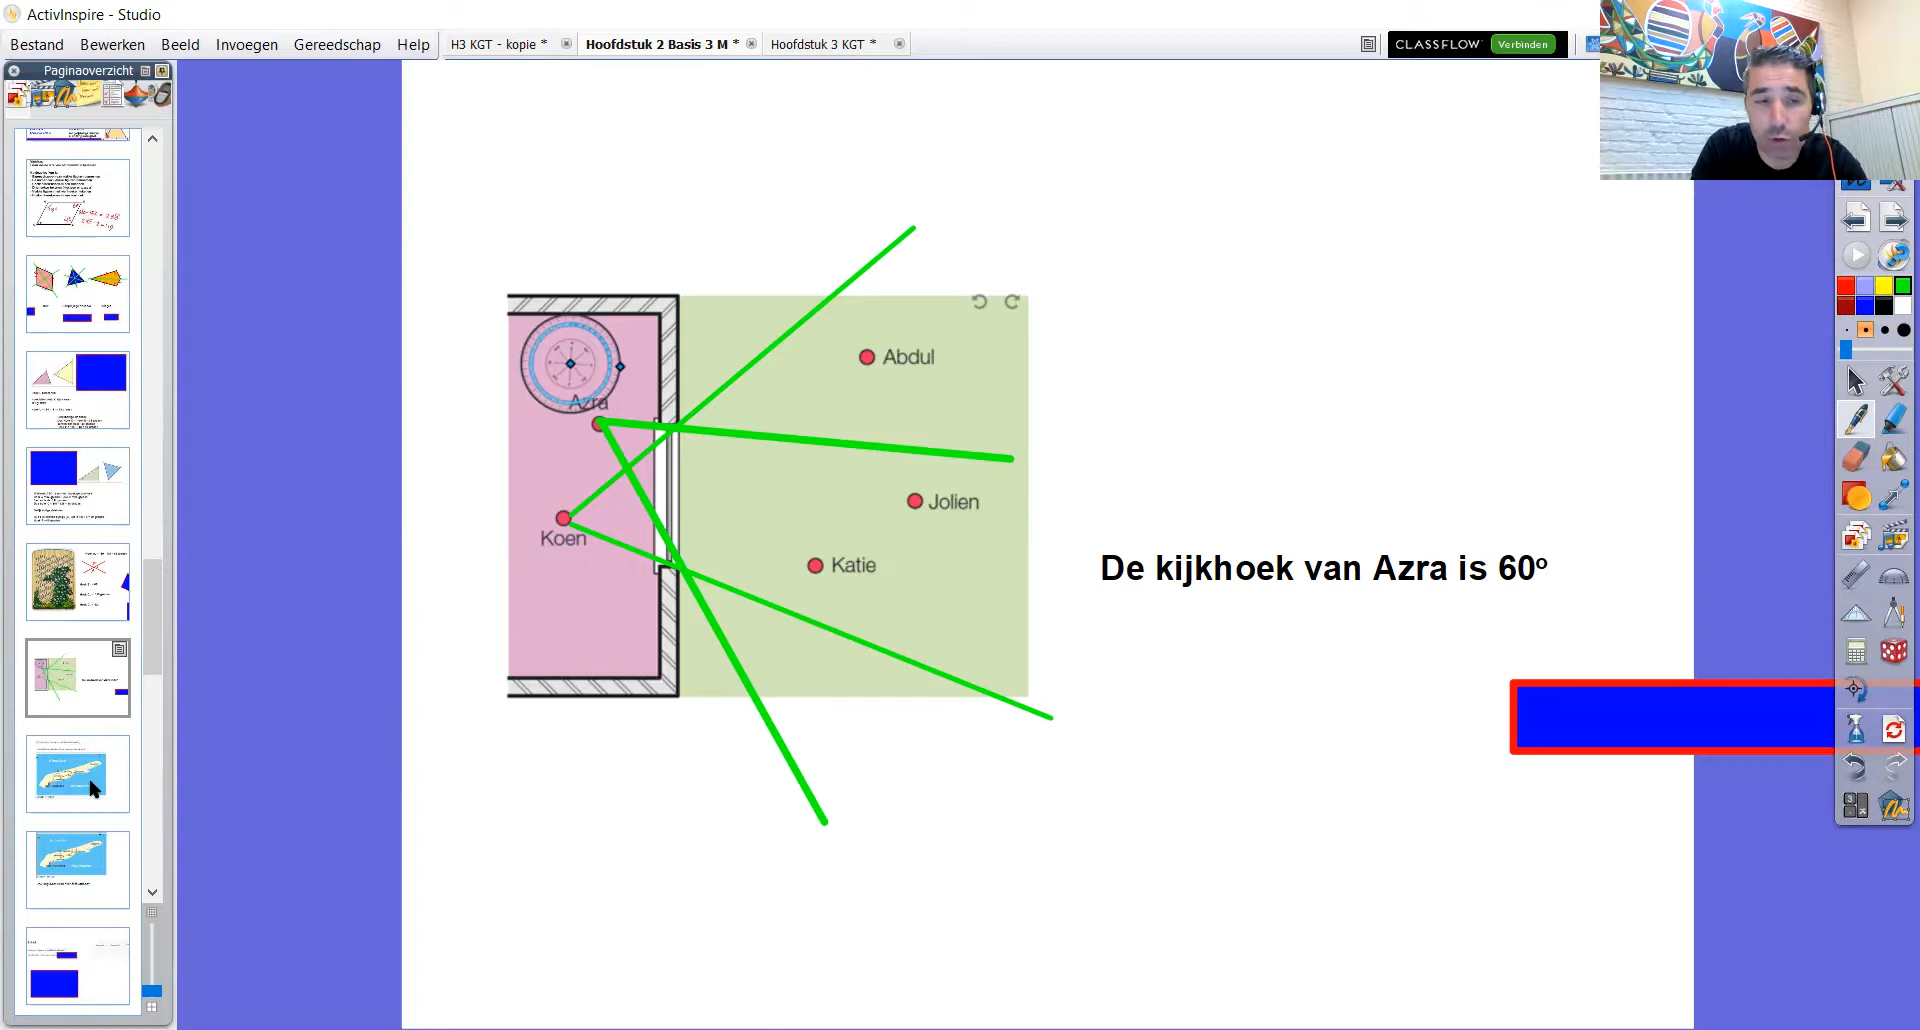 ActivInspire - Studio
Bestand Bewerken Beeld Invoegen Gereedschap Help
H3 KGT - kopie * Hoofdstuk 2 Basis 3 M * Hoofdstuk 3 KGT *
CLASSFLOW Verbinden
Paginaoverzicht
Abdul
Azra
Jolien
Koen
Katie
De kijkhoek van Azra is 60º